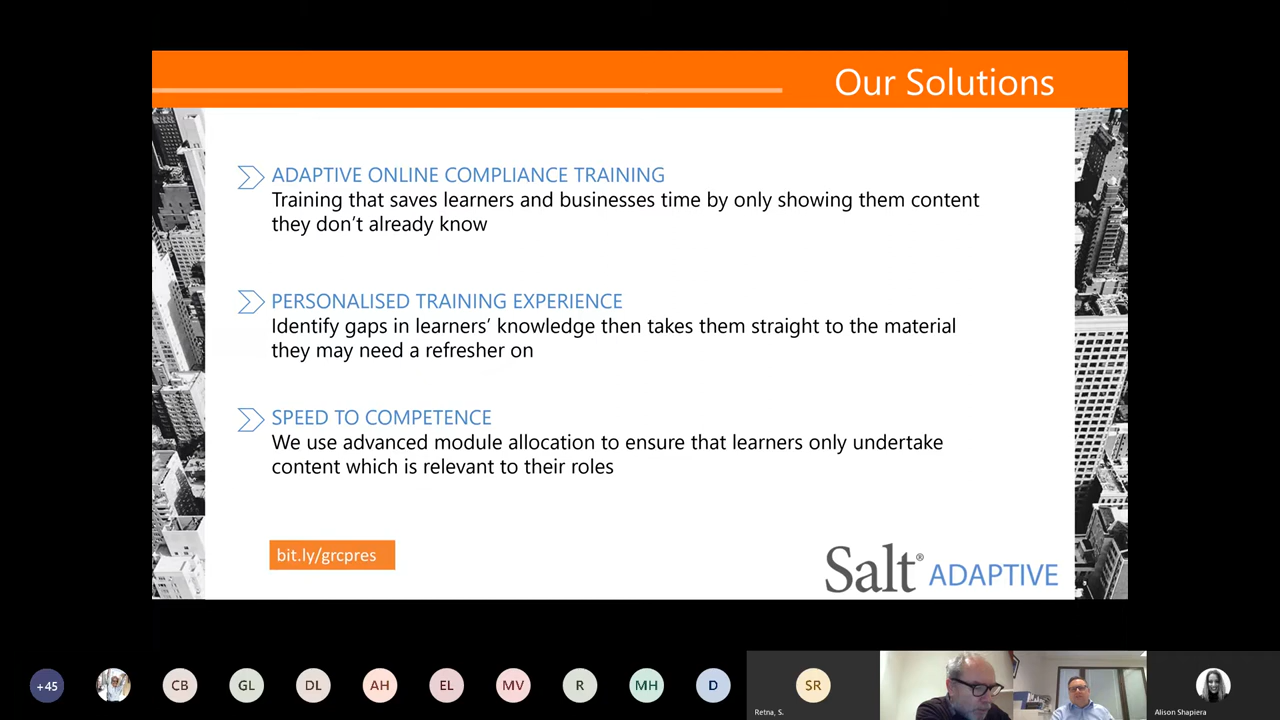 Our Solutions
ADAPTIVE ONLINE COMPLIANCE TRAINING
Training that saves learners and businesses time by only showing them content
they don’t already know
PERSONALISED TRAINING EXPERIENCE
Identify gaps in learners’ knowledge then takes them straight to the material
they may need a refresher on
SPEED TO COMPETENCE
We use advanced module allocation to ensure that learners only undertake
content which is relevant to their roles
bit.ly/grcpres
Salt® ADAPTIVE
+45 CB GL DL AH EL MV R MH D SR
Retna, S.
Alison Shapiera